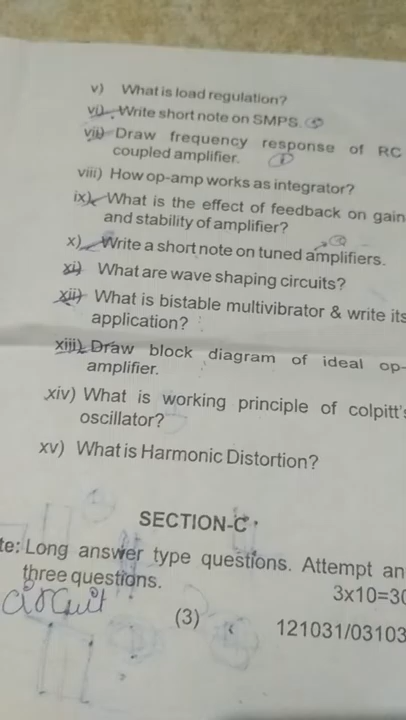 v) What is load regulation?
vi) Write short note on SMPS.
vii) Draw frequency response of RC
coupled amplifier.
viii) How op-amp works as integrator?
ix) What is the effect of feedback on gain
and stability of amplifier?
x) Write a short note on tuned amplifiers.
xi) What are wave shaping circuits?
xii) What is bistable multivibrator & write its
application?
xiii) Draw block diagram of ideal op-
amplifier.
xiv) What is working principle of colpitt's
oscillator?
xv) What is Harmonic Distortion?
SECTION-C
te: Long answer type questions. Attempt an
three questions.
3x10=30
circuit
(3)
121031/03103